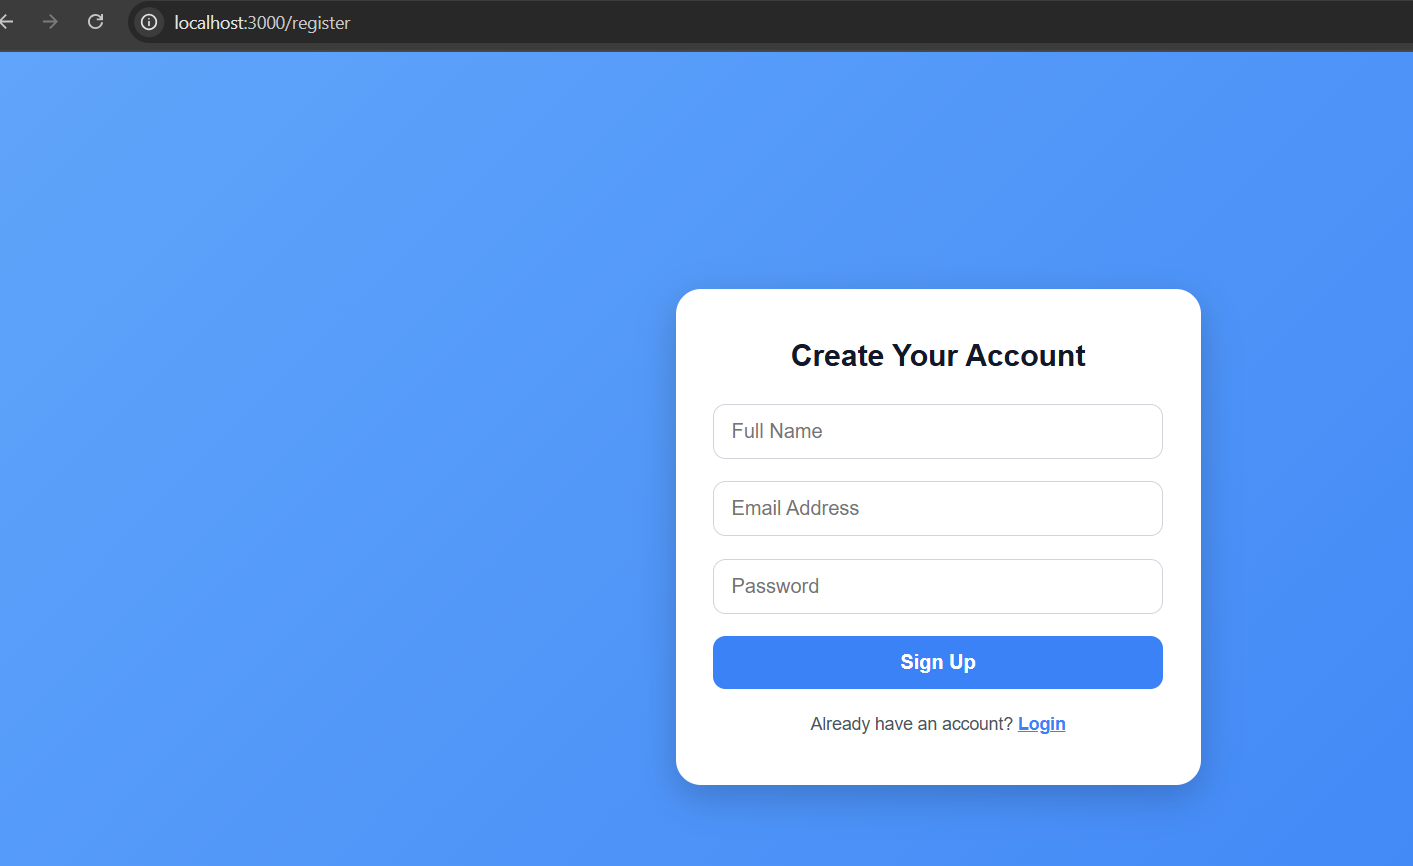 localhost:3000/register
Create Your Account
Full Name
Email Address
Password
Sign Up
Already have an account? Login